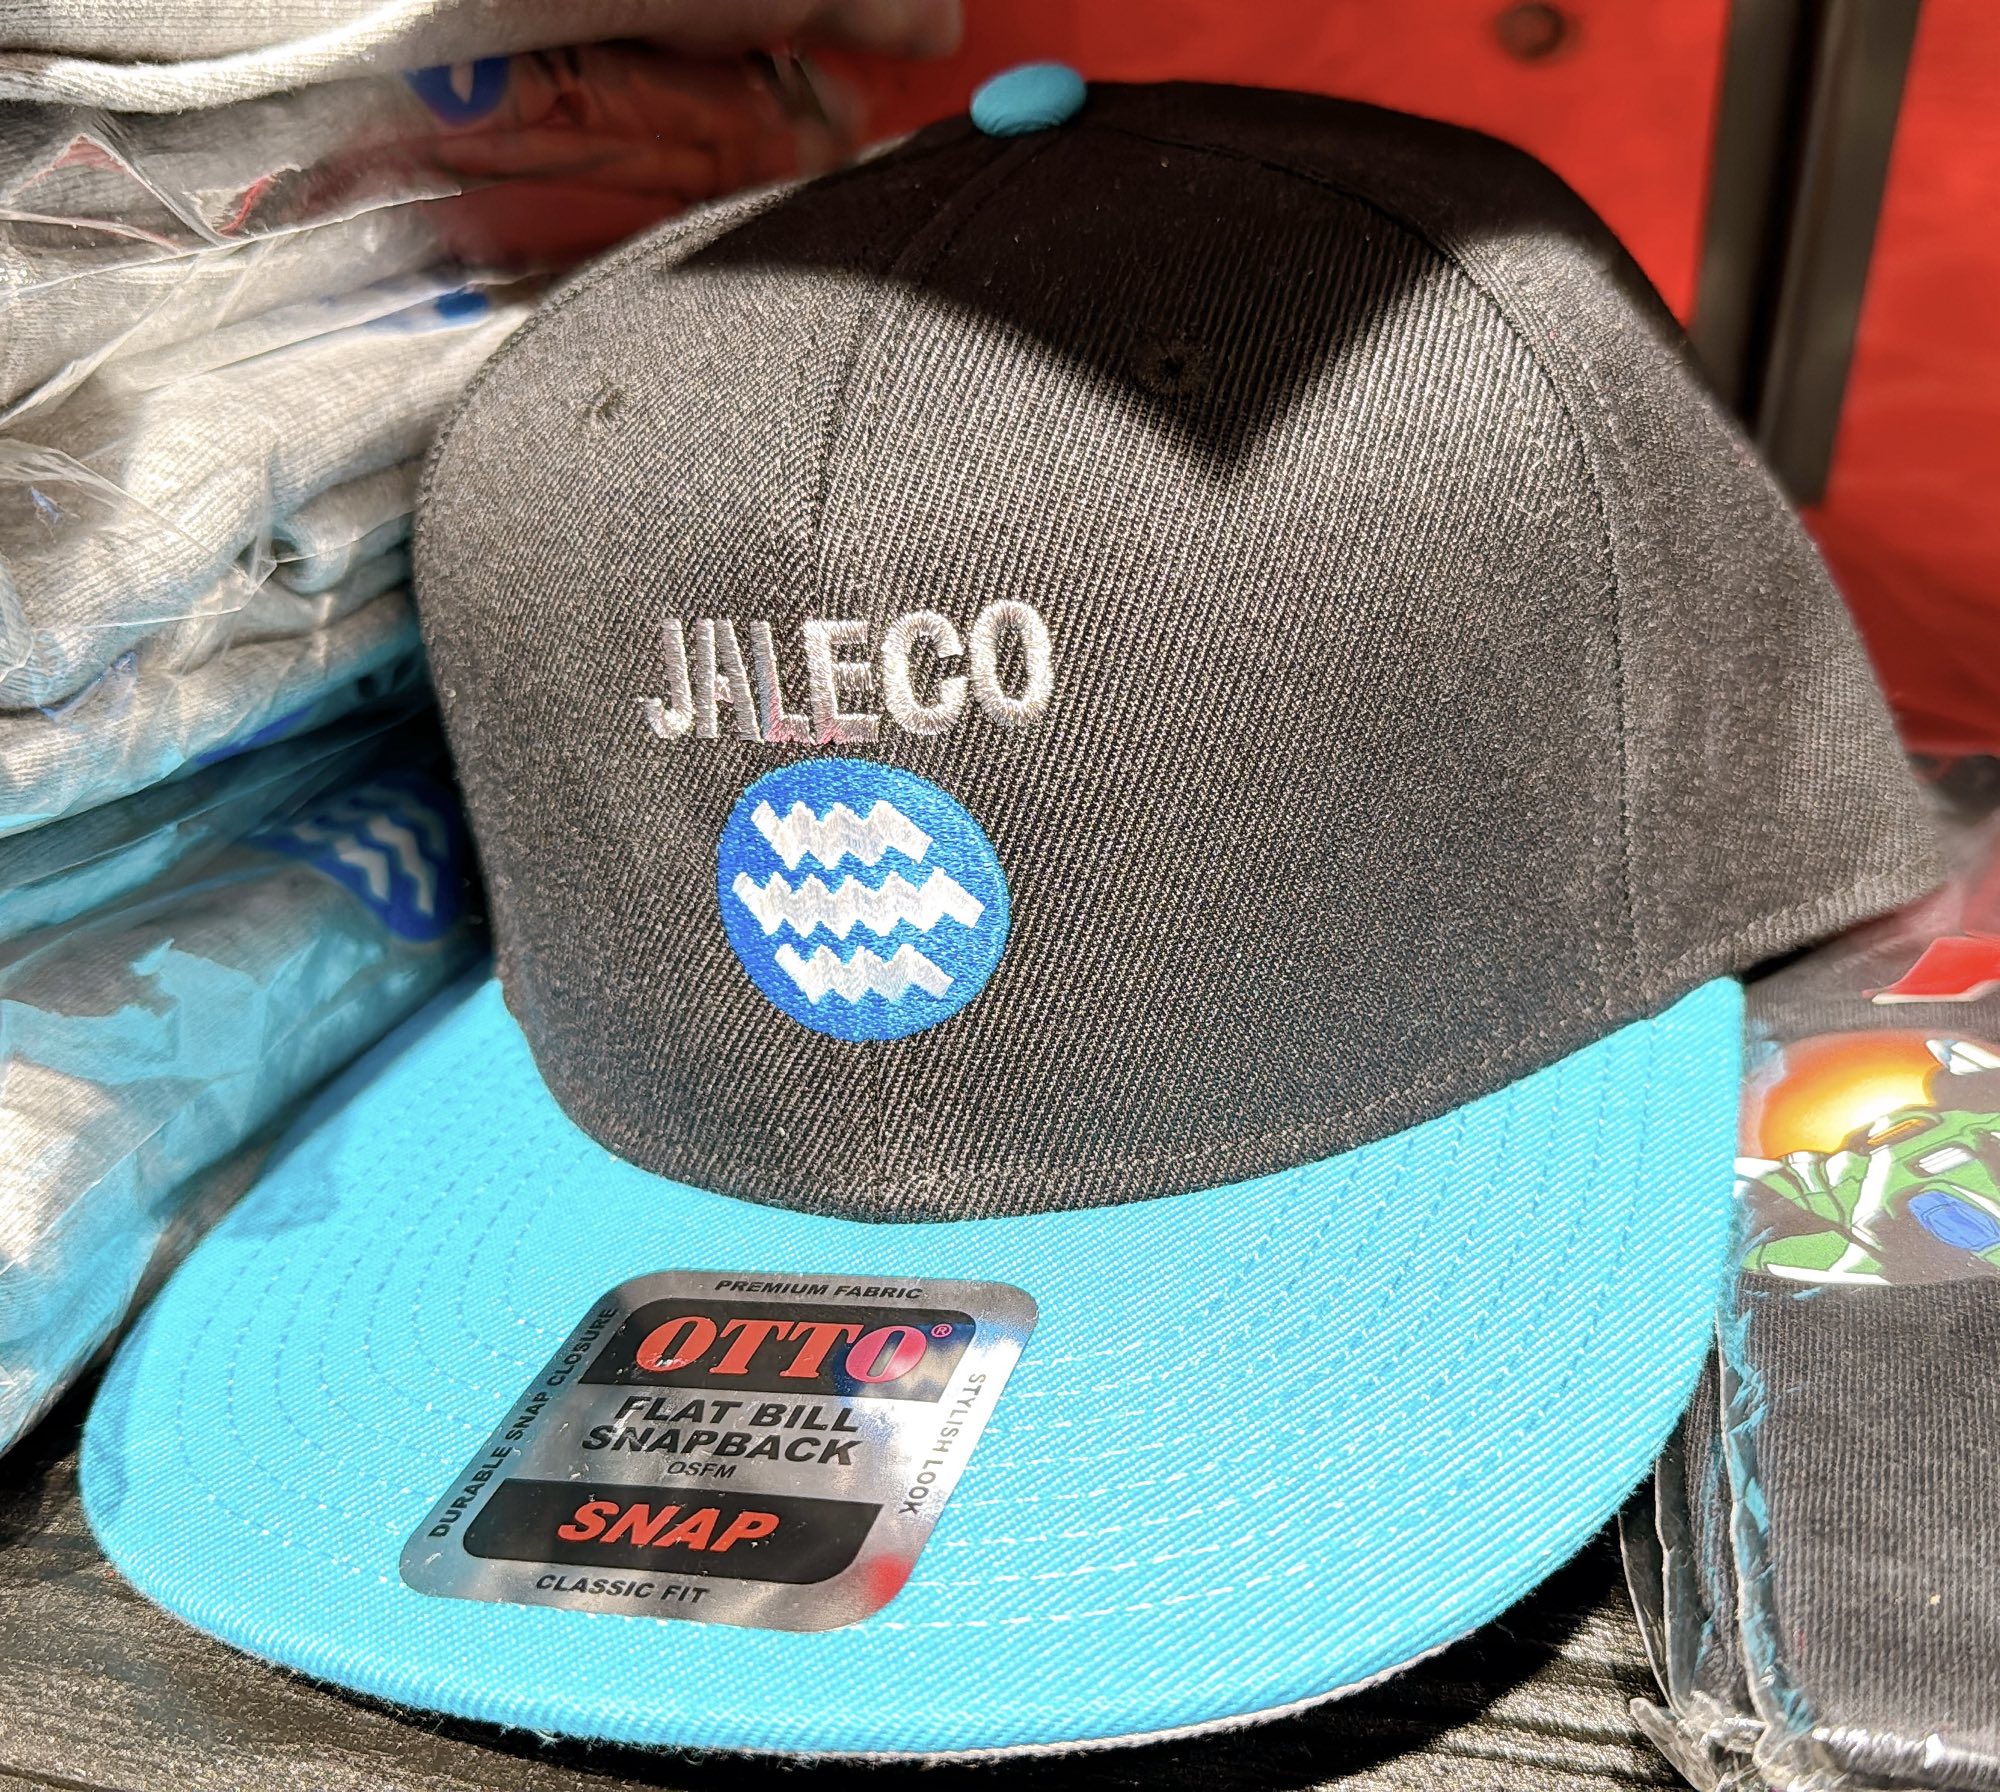 JALECO
PREMIUM FABRIC
OTTO®
DURABLE SNAP CLOSURE
STYLISH LOOK
FLAT BILL
SNAPBACK
OSFM
SNAP
CLASSIC FIT